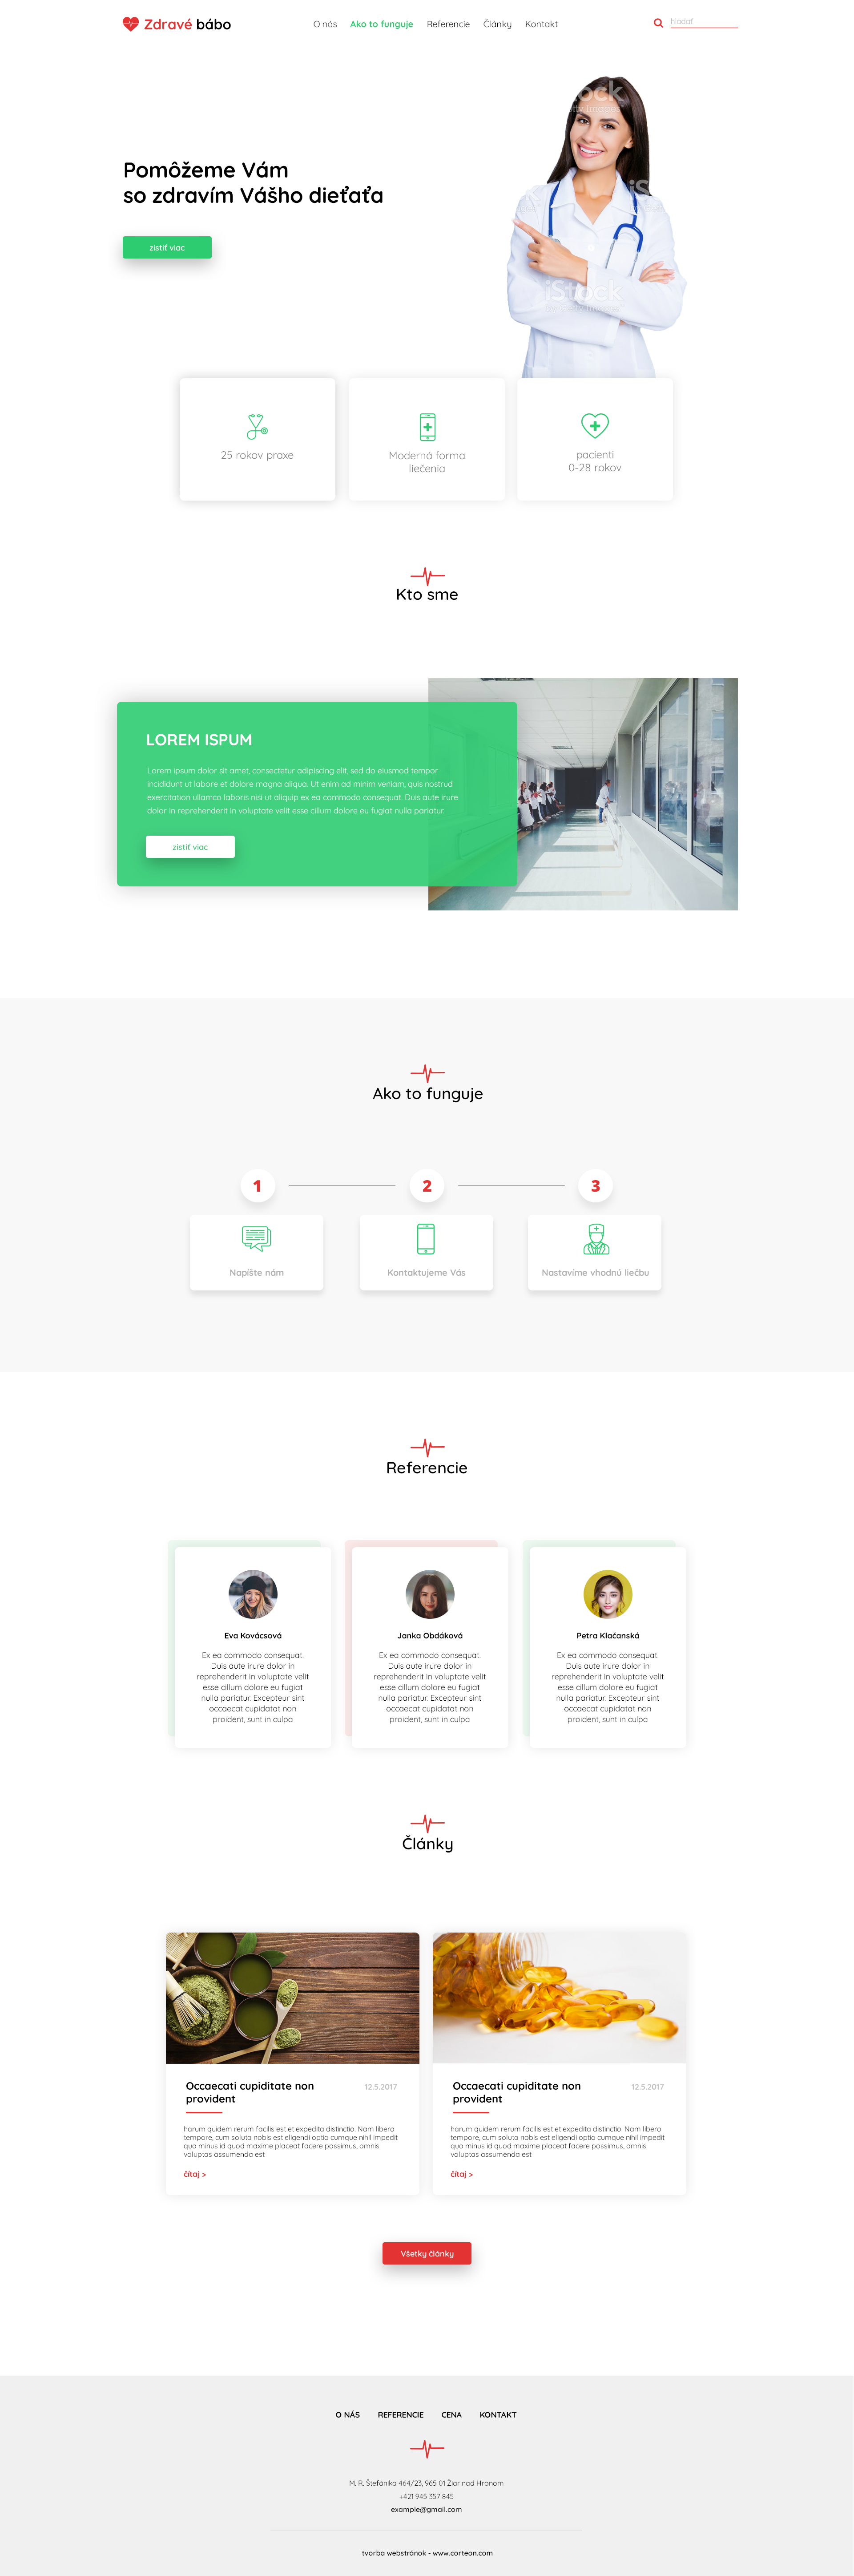 Zdravé bábo
O nás
Ako to funguje
Referencie
Články
Kontakt
hladať
iStock
Pomôžeme Vám
so zdravím Vášho dieťaťa
zistiť viac
25 rokov praxe
Moderná forma
liečenia
pacienti
0-28 rokov
Kto sme
LOREM ISPUM
Lorem ipsum dolor sit amet, consectetur adipiscing elit, sed do eiusmod tempor
incididunt ut labore et dolore magna aliqua. Ut enim ad minim veniam, quis nostrud
exercitation ullamco laboris nisi ut aliquip ex ea commodo consequat. Duis aute irure
dolor in reprehenderit in voluptate velit esse cillum dolore eu fugiat nulla pariatur.
zistiť viac
Ako to funguje
1
2
3
Napíšte nám
Kontaktujeme Vás
Nastavíme vhodnú liečbu
Referencie
Eva Kovácsová
Ex ea commodo consequat.
Duis aute irure dolor in
reprehenderit in voluptate velit
esse cillum dolore eu fugiat
nulla pariatur. Excepteur sint
occaecat cupidatat non
proident, sunt in culpa
Janka Obdáková
Ex ea commodo consequat.
Duis aute irure dolor in
reprehenderit in voluptate velit
esse cillum dolore eu fugiat
nulla pariatur. Excepteur sint
occaecat cupidatat non
proident, sunt in culpa
Petra Klačanská
Ex ea commodo consequat.
Duis aute irure dolor in
reprehenderit in voluptate velit
esse cillum dolore eu fugiat
nulla pariatur. Excepteur sint
occaecat cupidatat non
proident, sunt in culpa
Články
Occaecati cupiditate non
provident
12.5.2017
harum quidem rerum facilis est et expedita distinctio. Nam libero
tempore, cum soluta nobis est eligendi optio cumque nihil impedit
quo minus id quod maxime placeat facere possimus, omnis
voluptas assumenda est
čítaj >
Occaecati cupiditate non
provident
12.5.2017
harum quidem rerum facilis est et expedita distinctio. Nam libero
tempore, cum soluta nobis est eligendi optio cumque nihil impedit
quo minus id quod maxime placeat facere possimus, omnis
voluptas assumenda est
čítaj >
Všetky články
O NÁS
REFERENCIE
CENA
KONTAKT
M. R. Štefánika 464/23, 965 01 Žiar nad Hronom
+421 945 357 845
example@gmail.com
tvorba webstránok - www.corteon.com